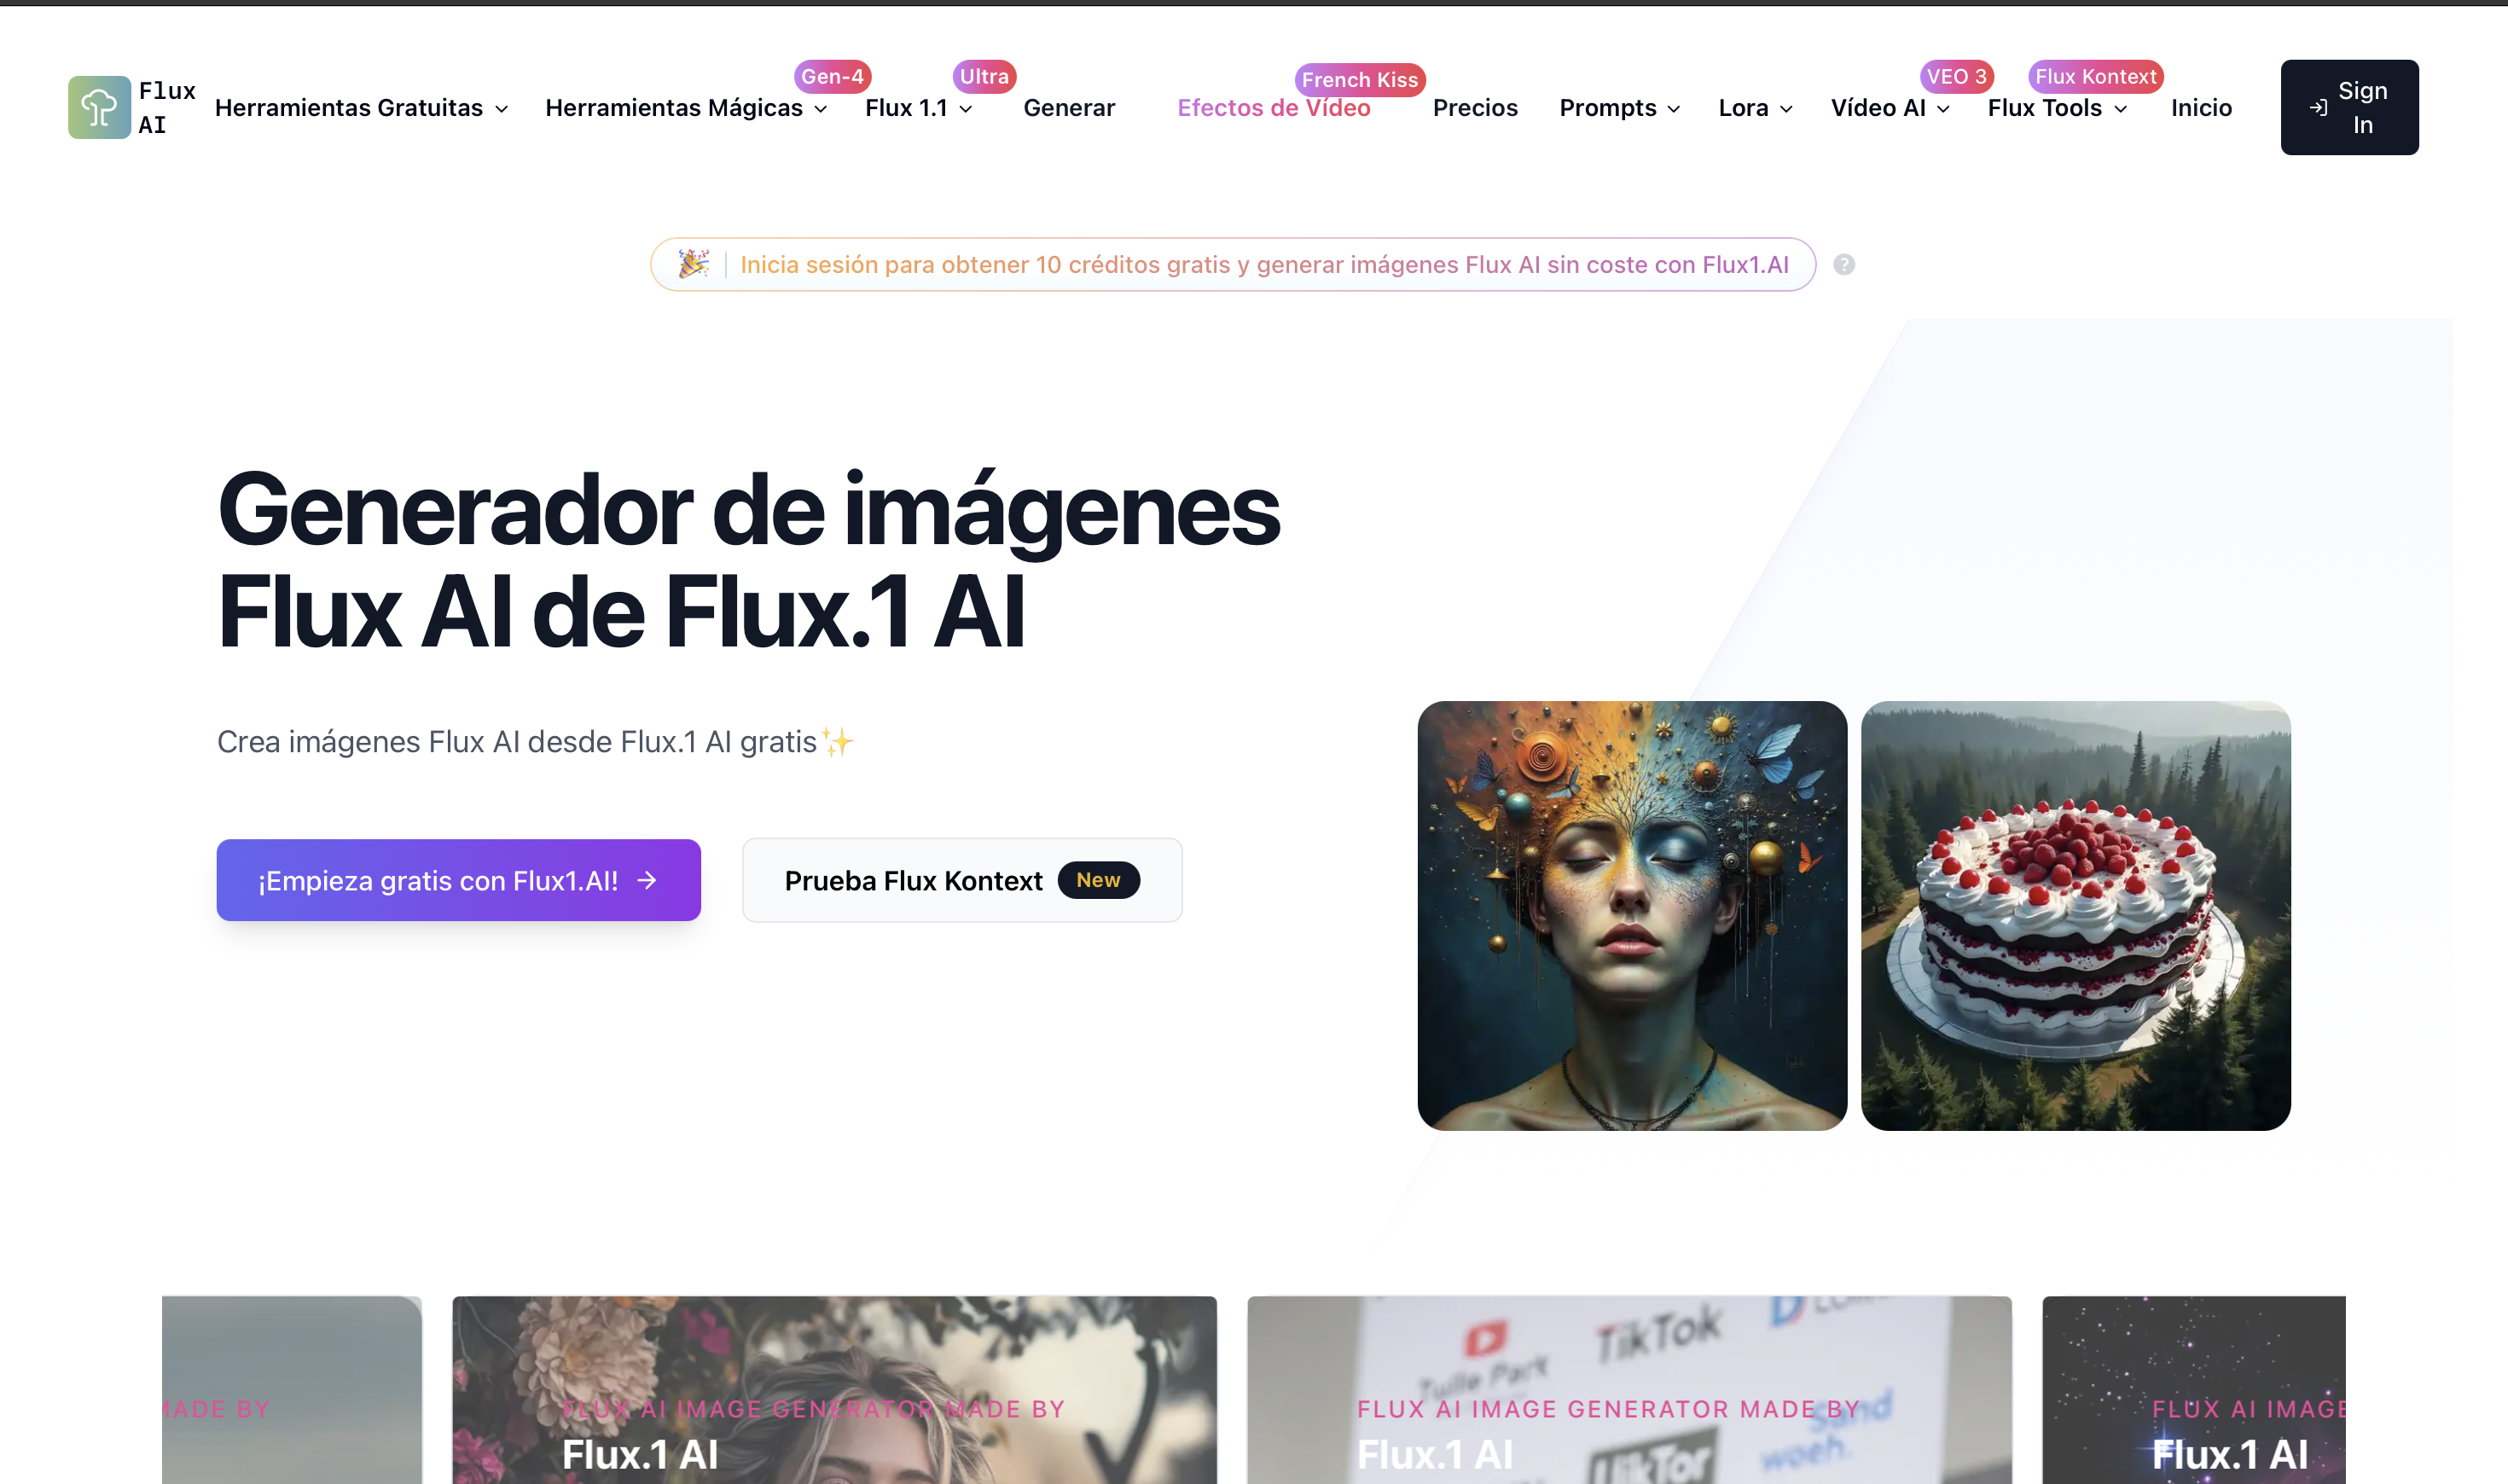 Flux
AI
Herramientas Gratuitas
Herramientas Mágicas
Gen-4
Flux 1.1
Ultra
Generar
Efectos de Vídeo
French Kiss
Precios
Prompts
Lora
Vídeo AI
VEO 3
Flux Tools
Flux Kontext
Inicio
Sign
In
Inicia sesión para obtener 10 créditos gratis y generar imágenes Flux AI sin coste con Flux1.AI
?
Generador de imágenes
Flux AI de Flux.1 AI
Crea imágenes Flux AI desde Flux.1 AI gratis✨
¡Empieza gratis con Flux1.AI!
Prueba Flux Kontext
New
MADE BY
FLUX AI IMAGE GENERATOR MADE BY
Flux.1 AI
Tulle Park
TikTok
FLUX AI IMAGE GENERATOR MADE BY
Flux.1 AI
woeh.
UikTor
FLUX AI IMAGE
Flux.1 AI